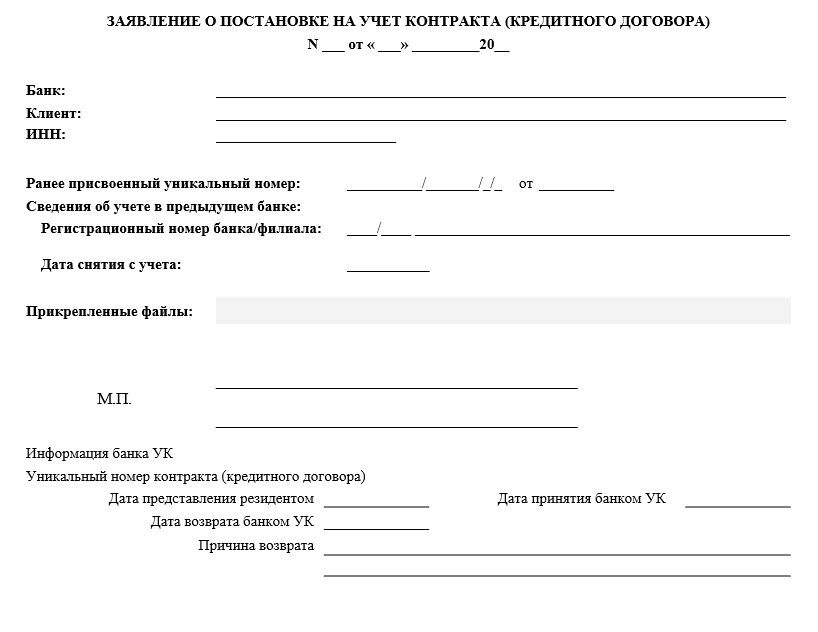 ЗАЯВЛЕНИЕ О ПОСТАНОВКЕ НА УЧЕТ КОНТРАКТА (КРЕДИТНОГО ДОГОВОРА)
N ___ от « ___» _________20__
Банк:
Клиент:
ИНН:
Ранее присвоенный уникальный номер: __________/_______/_/_ от __________
Сведения об учете в предыдущем банке:
Регистрационный номер банка/филиала: ____/____
Дата снятия с учета:
Прикрепленные файлы:
М.П.
Информация банка УК
Уникальный номер контракта (кредитного договора)
Дата представления резидентом Дата принятия банком УК
Дата возврата банком УК
Причина возврата